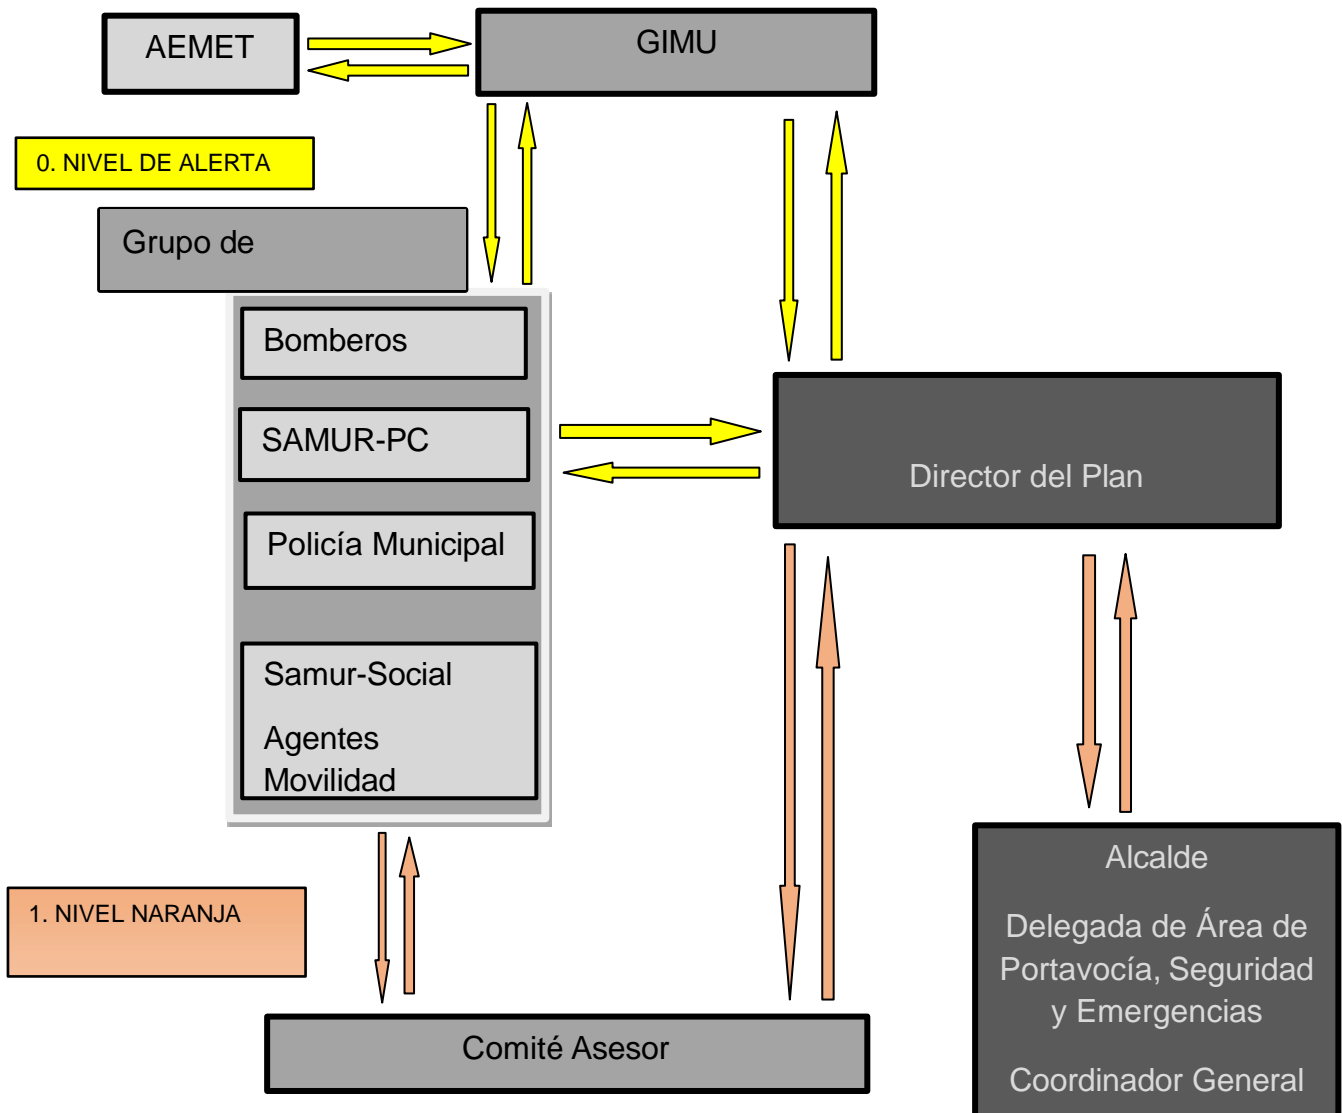 AEMET
GIMU
0. NIVEL DE ALERTA
Grupo de
Bomberos
SAMUR-PC
Director del Plan
Policía Municipal
Samur-Social
Agentes
Movilidad
Alcalde
1. NIVEL NARANJA
Delegada de Área de
Portavocía, Seguridad
y Emergencias
Comité Asesor
Coordinador General